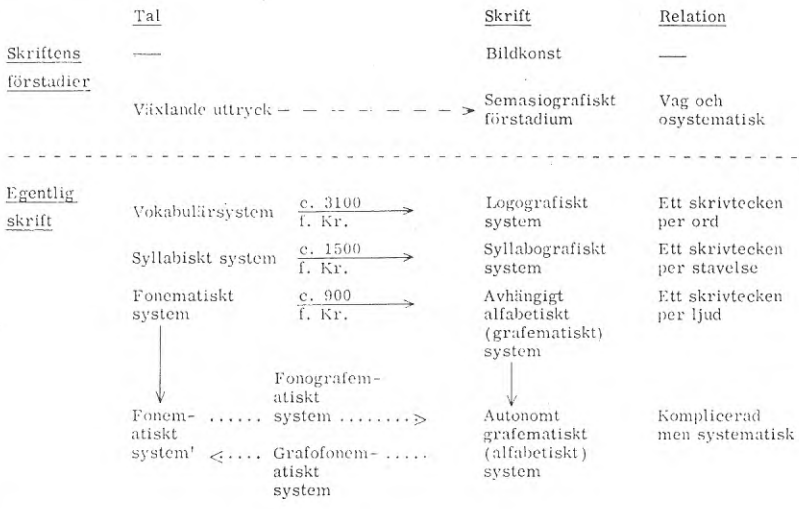 Tal Skrift Relation
Skriftens — Bildkonst —
förstadier
Växlande uttryck Semasiografiskt Vag och
förstadium osystematisk
Egentlig
skrift
Vokabulärsystem c. 3100 Logografiskt Ett skrivtecken
f. Kr. system per ord
Syllabiskt system c. 1500 Syllabografiskt Ett skrivtecken
f. Kr. system per stavelse
Fonematiskt c. 900 Avhängigt Ett skrivtecken
system f. Kr. alfabetiskt per ljud
(grafematiskt)
system
Fonografem-
atiskt
Fonem- ...... system ........> Autonomt Komplicerad
atiskt grafematiskt men systematisk
system' <.... Grafofonem- ..... (alfabetiskt)
atiskt system
system